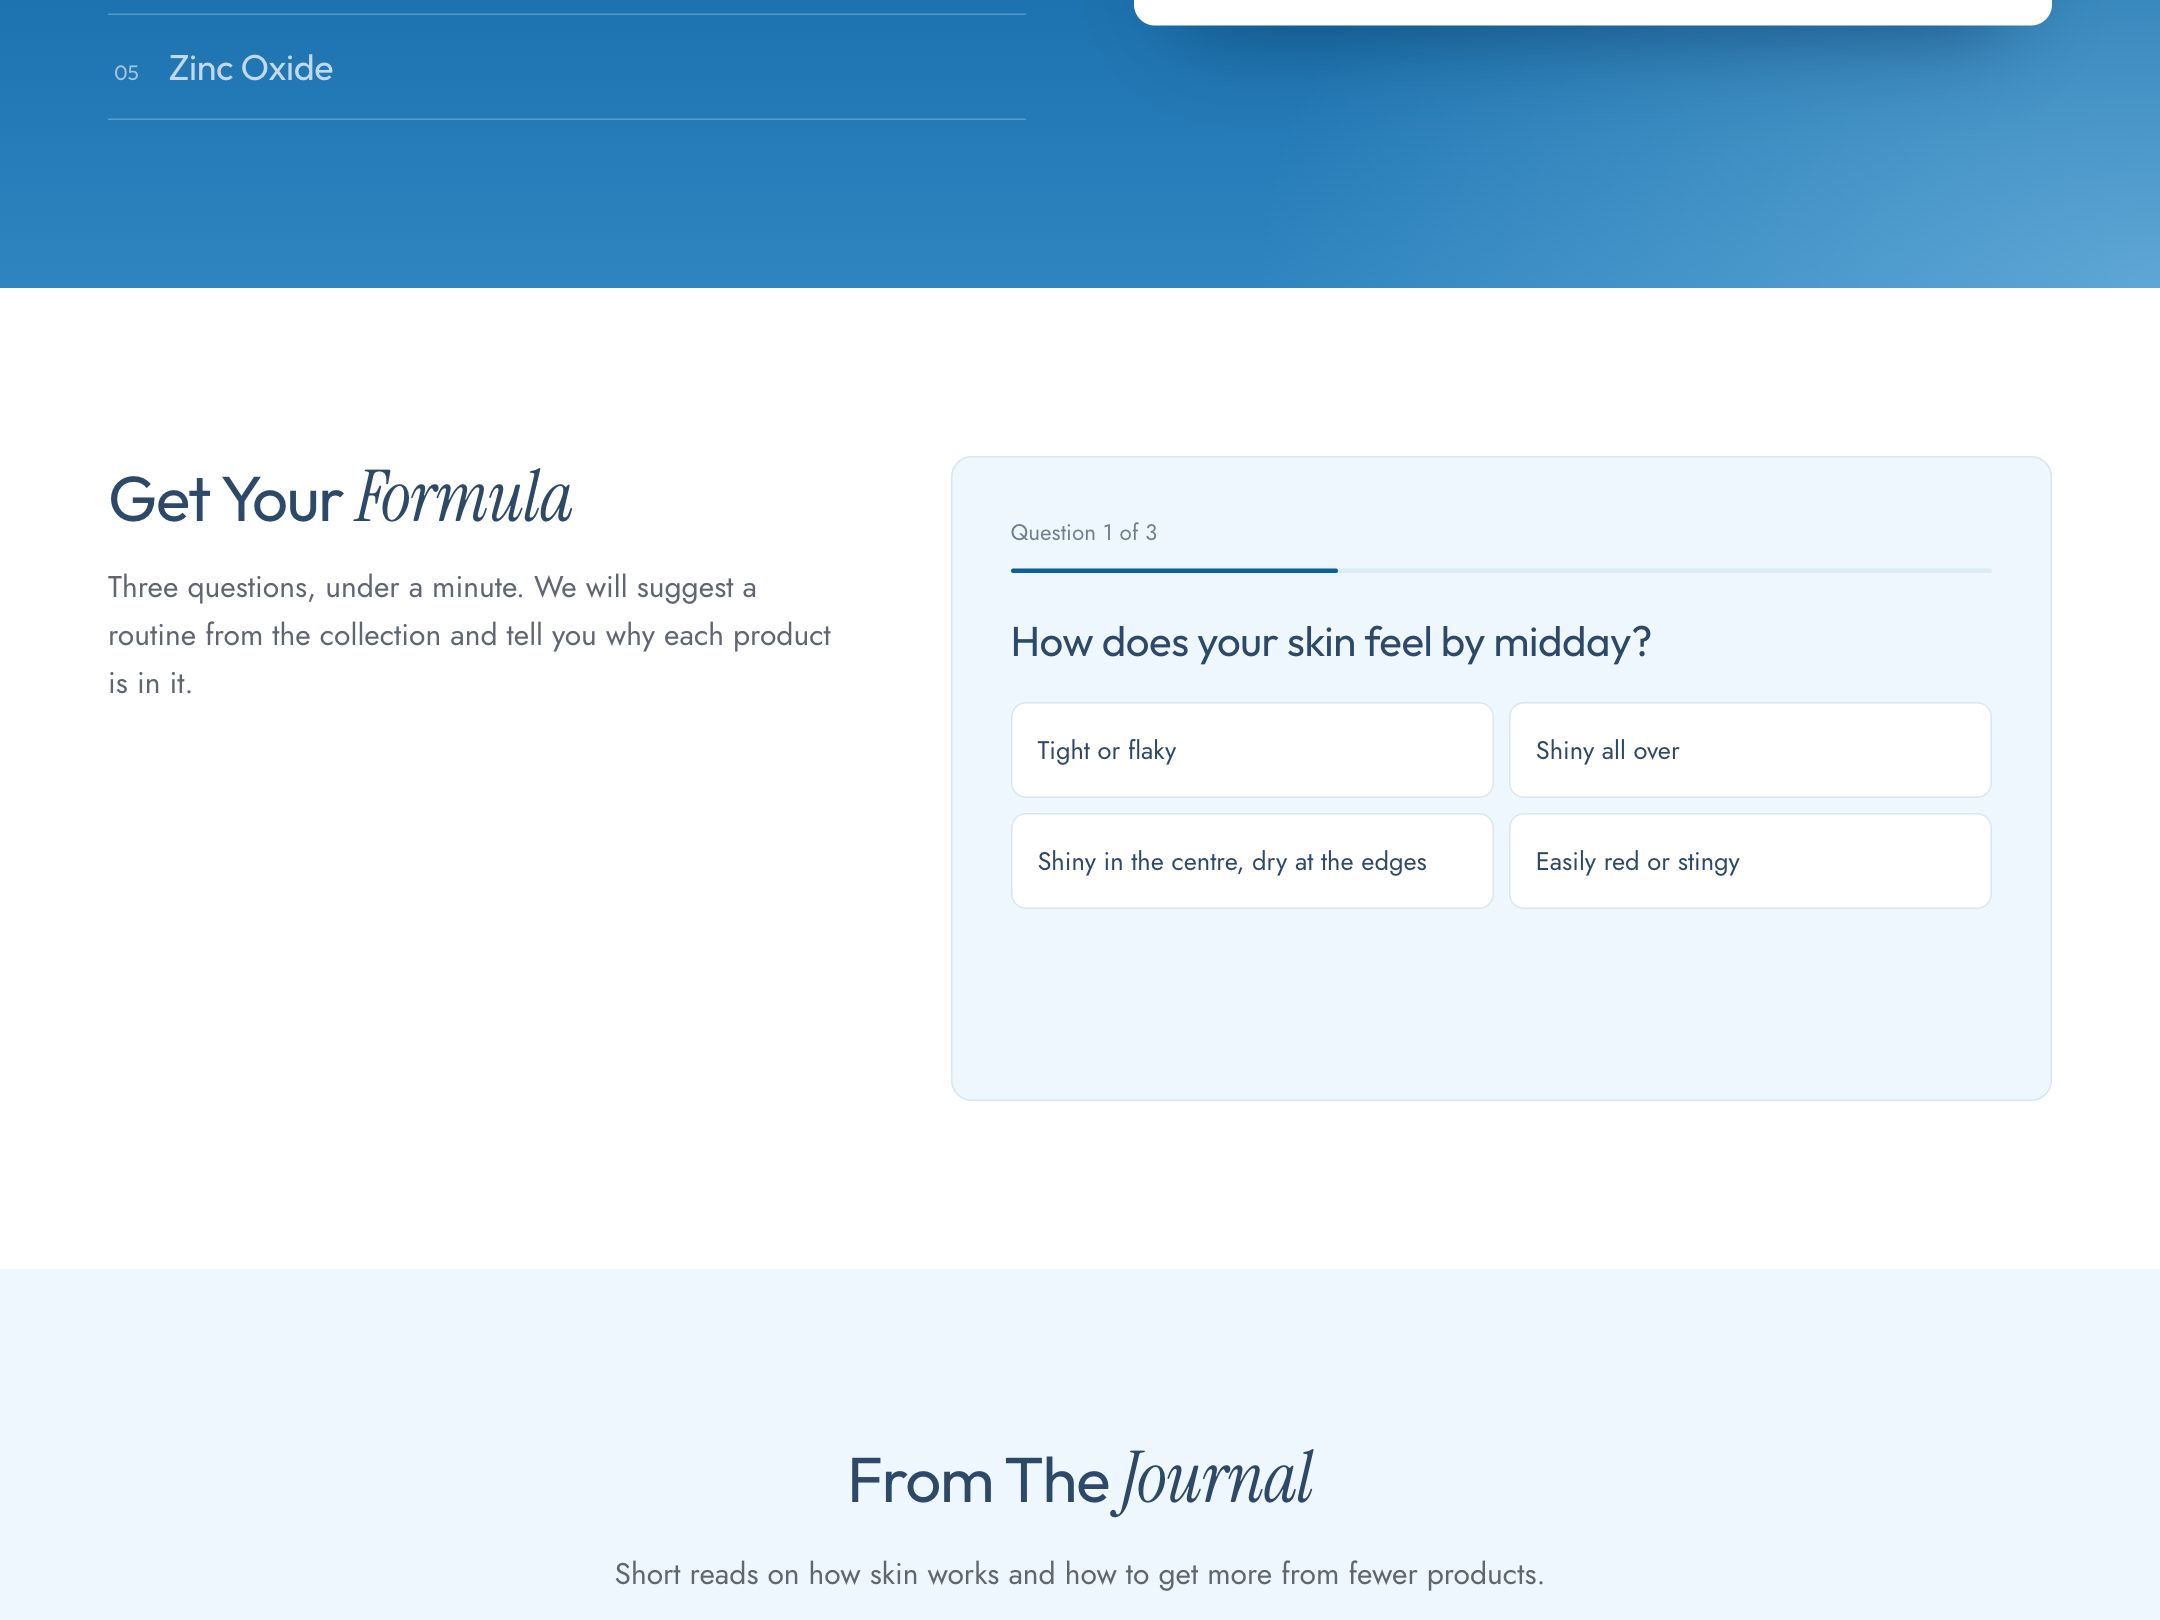 05 Zinc Oxide
Get Your Formula
Three questions, under a minute. We will suggest a
routine from the collection and tell you why each product
is in it.
Question 1 of 3
How does your skin feel by midday?
Tight or flaky
Shiny all over
Shiny in the centre, dry at the edges
Easily red or stingy
From The Journal
Short reads on how skin works and how to get more from fewer products.